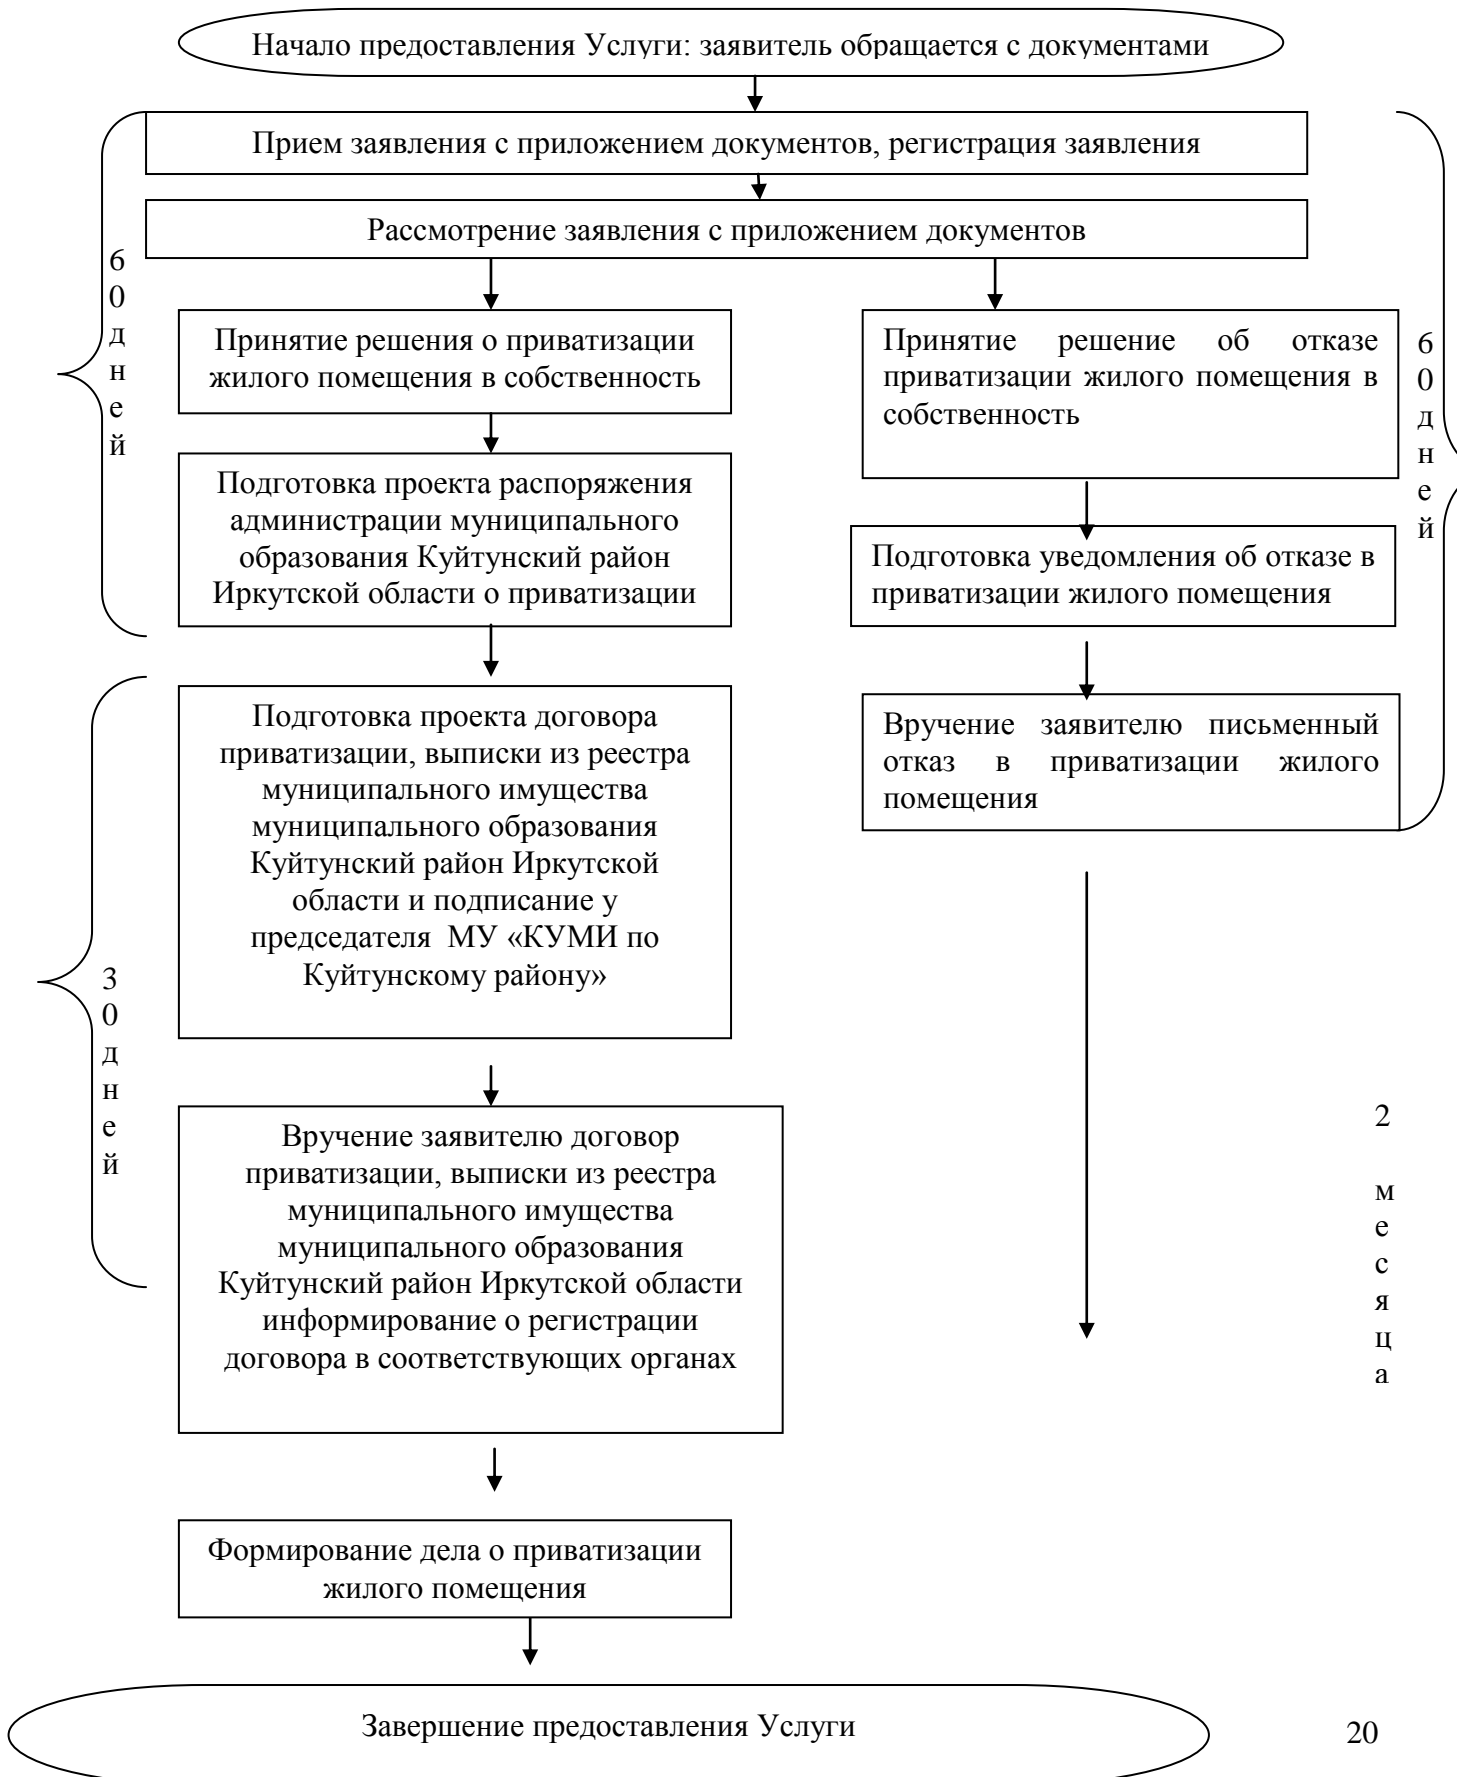 Начало предоставления Услуги: заявитель обращается с документами
Прием заявления с приложением документов, регистрация заявления
Рассмотрение заявления с приложением документов
6
0
д
н
е
й
Принятие решения о приватизации
жилого помещения в собственность
Подготовка проекта распоряжения
администрации муниципального
образования Куйтунский район
Иркутской области о приватизации
Принятие решение об отказе
приватизации жилого помещения в
собственность
6
0
д
н
е
й
Подготовка уведомления об отказе в
приватизации жилого помещения
Вручение заявителю письменный
отказ в приватизации жилого
помещения
Подготовка проекта договора
приватизации, выписки из реестра
муниципального имущества
муниципального образования
Куйтунский район Иркутской
области и подписание у
председателя МУ «КУМИ по
Куйтунскому району»
3
0
д
н
е
й
Вручение заявителю договор
приватизации, выписки из реестра
муниципального имущества
муниципального образования
Куйтунский район Иркутской области
информирование о регистрации
договора в соответствующих органах
2
м
е
с
я
ц
а
Формирование дела о приватизации
жилого помещения
Завершение предоставления Услуги
20